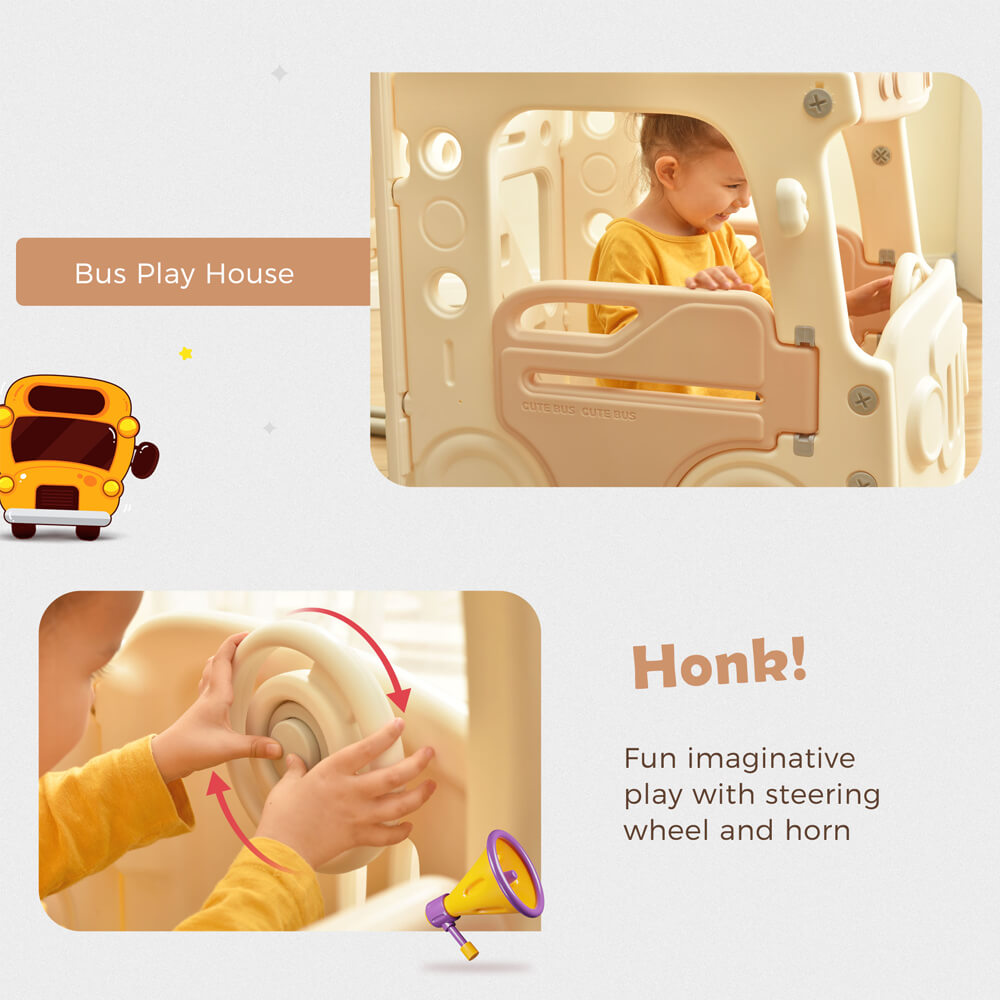 Bus Play House
CUTE BUS CUTE BUS
Honk!
Fun imaginative
play with steering
wheel and horn